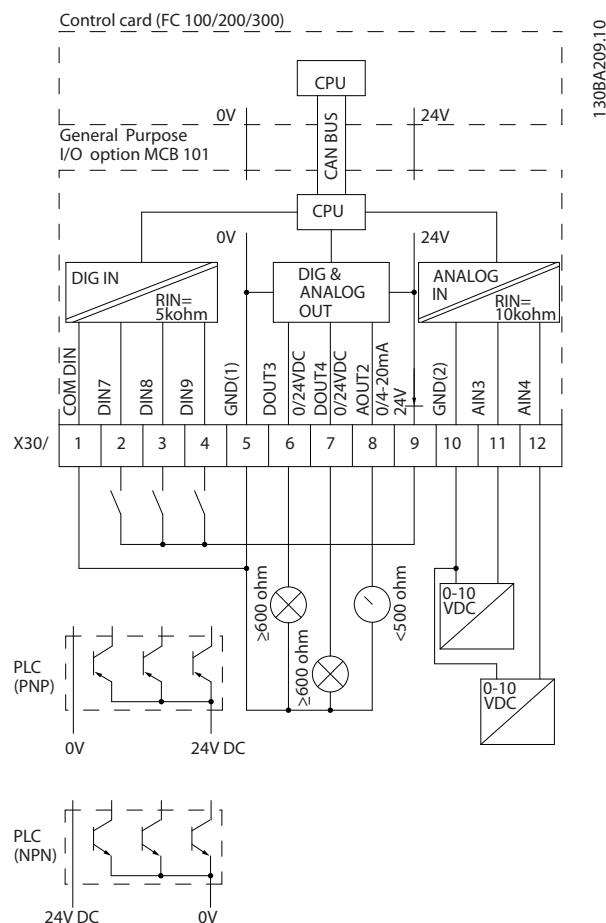 Control card (FC 100/200/300)
130BA209.10
CPU
0V
24V
CAN BUS
General Purpose
I/O option MCB 101
CPU
0V
24V
DIG IN
RIN=
5kohm
DIG &
ANALOG
OUT
ANALOG
IN
RIN=
10kohm
COM DIN
DIN7
DIN8
DIN9
GND(1)
DOUT3
0/24VDC
DOUT4
0/24VDC
AOUT2
0/4-20mA
24V
GND(2)
AIN3
AIN4
X30/ 1 2 3 4 5 6 7 8 9 10 11 12
≥600 ohm
≥600 ohm
<500 ohm
0-10
VDC
0-10
VDC
PLC
(PNP)
0V
24V DC
PLC
(NPN)
24V DC
0V